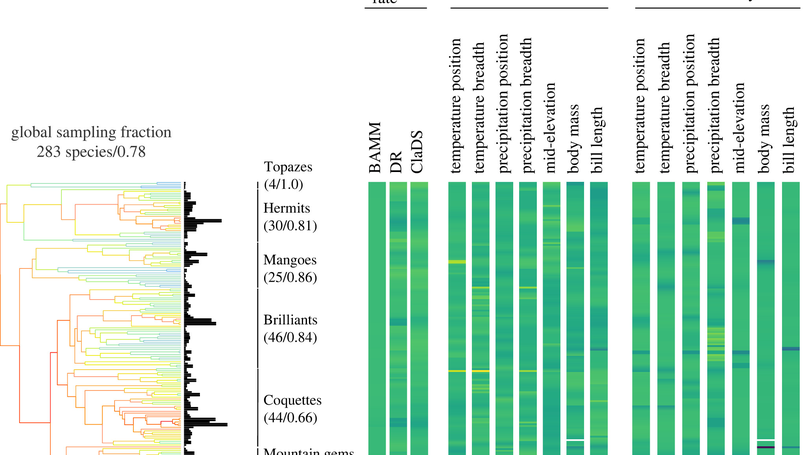 rate
global sampling fraction
283 species/0.78
BAMM
DR
ClaDS
temperature position
temperature breadth
precipitation position
precipitation breadth
mid-elevation
body mass
bill length
temperature position
temperature breadth
precipitation position
precipitation breadth
mid-elevation
body mass
bill length
Topazes
(4/1.0)
Hermits
(30/0.81)
Mangoes
(25/0.86)
Brilliants
(46/0.84)
Coquettes
(44/0.66)
Mountain gems